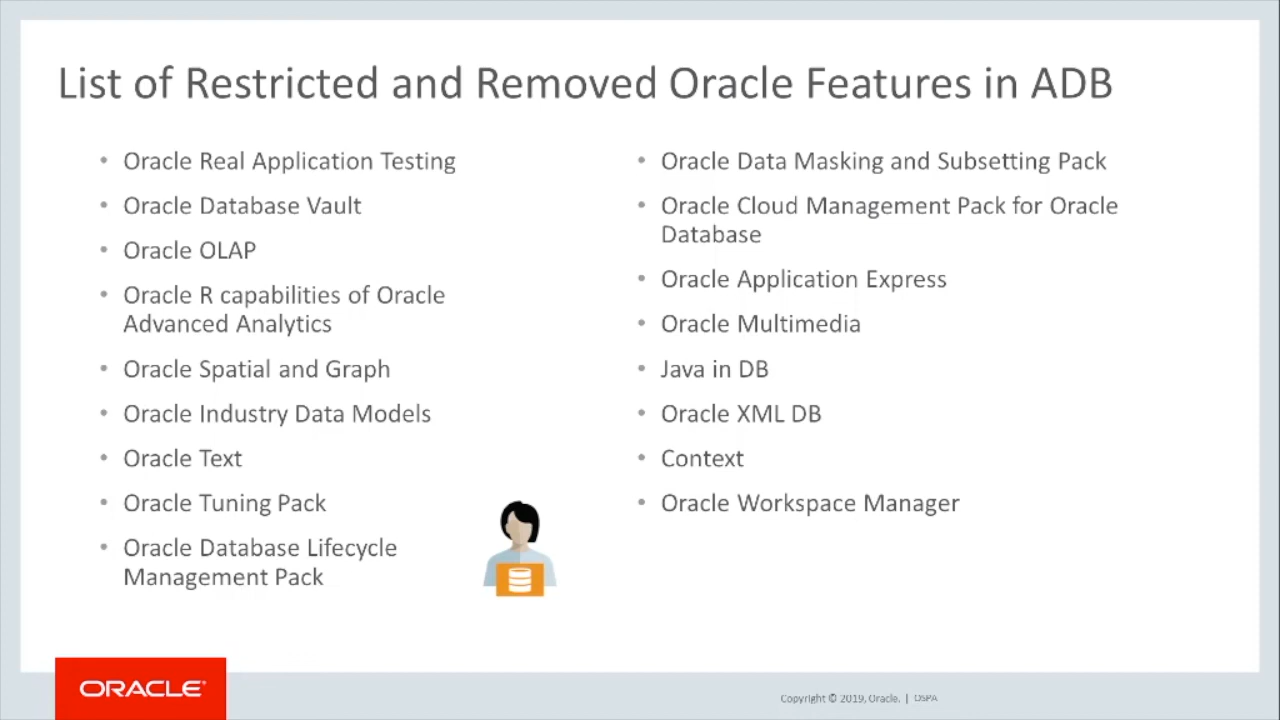 List of Restricted and Removed Oracle Features in ADB
• Oracle Real Application Testing
• Oracle Database Vault
• Oracle OLAP
• Oracle R capabilities of Oracle
Advanced Analytics
• Oracle Spatial and Graph
• Oracle Industry Data Models
• Oracle Text
• Oracle Tuning Pack
• Oracle Database Lifecycle
Management Pack
• Oracle Data Masking and Subsetting Pack
• Oracle Cloud Management Pack for Oracle
Database
• Oracle Application Express
• Oracle Multimedia
• Java in DB
• Oracle XML DB
• Context
• Oracle Workspace Manager
ORACLE®
Copyright © 2019, Oracle. | DSPA